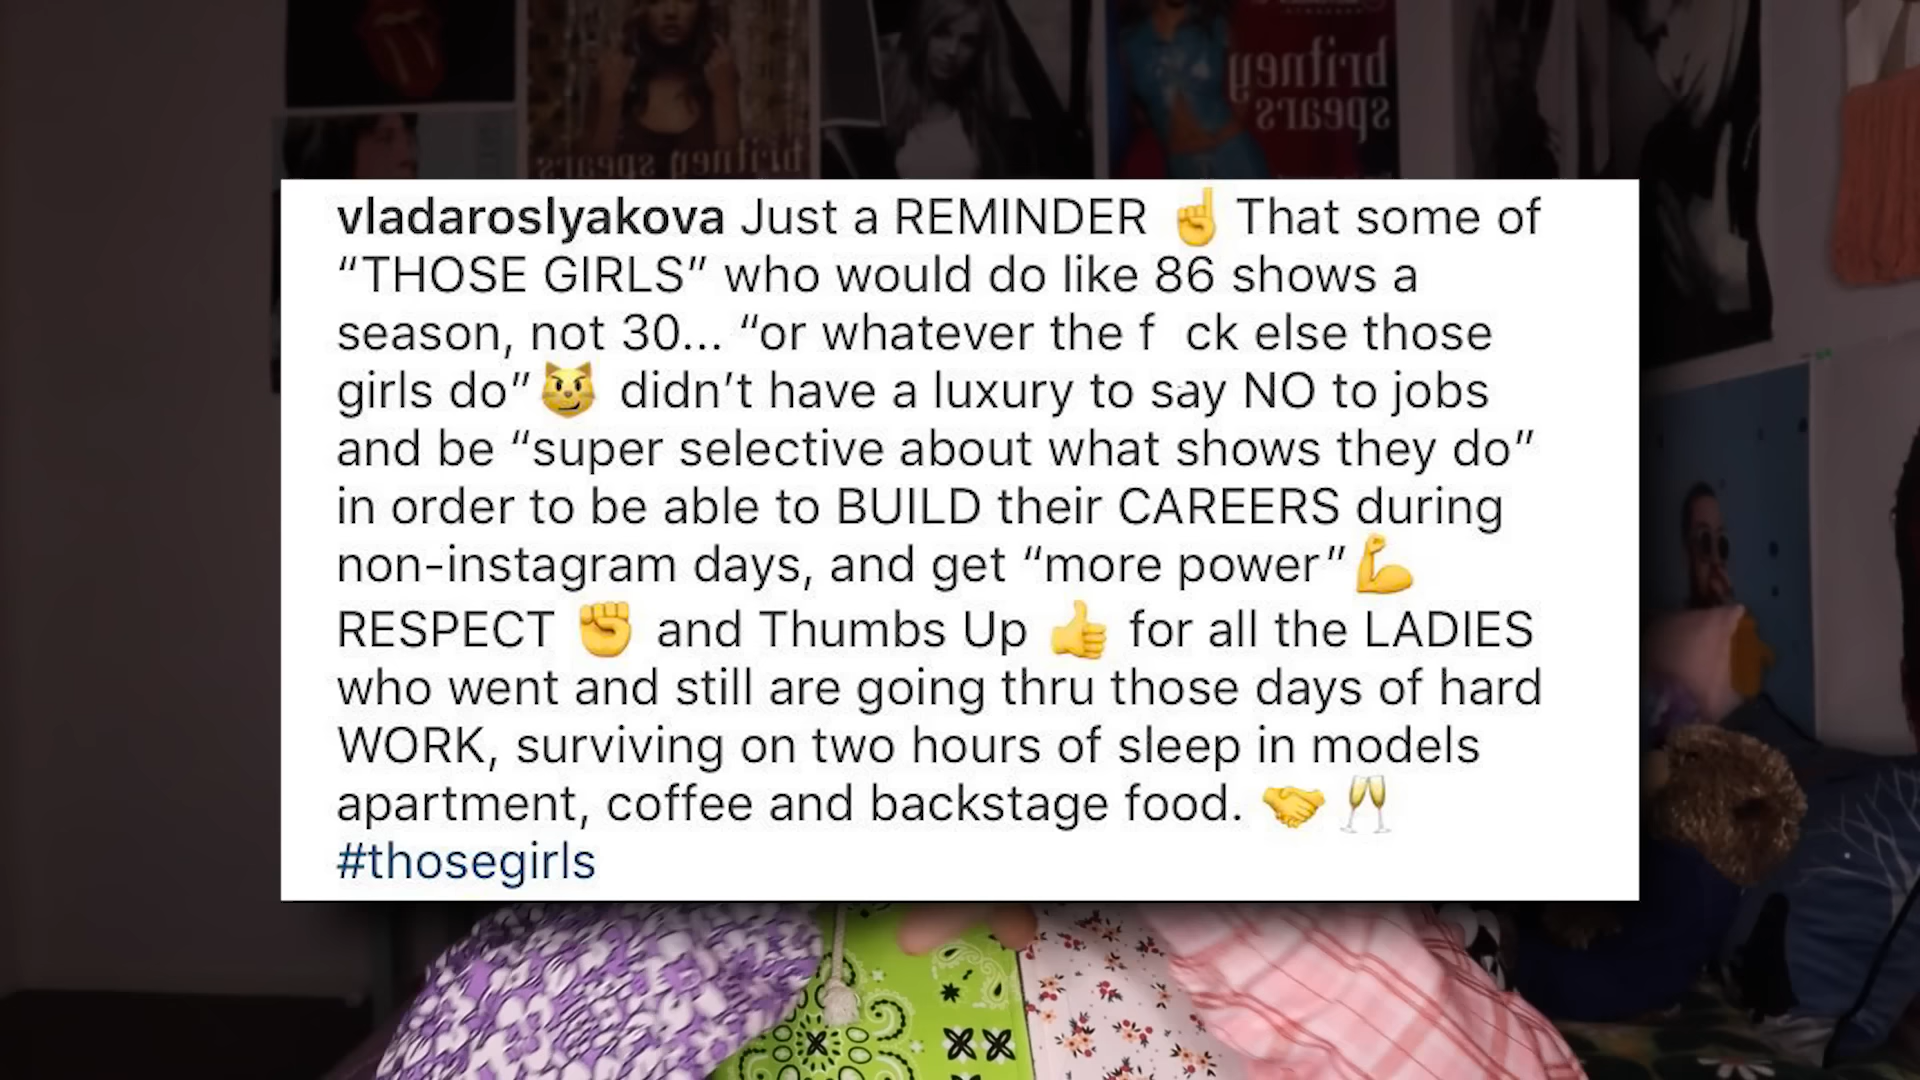 britney
spears
britney spears
vladaroslyakova Just a REMINDER ☝️ That some of
“THOSE GIRLS” who would do like 86 shows a
season, not 30... “or whatever the f ck else those
girls do”😼 didn’t have a luxury to say NO to jobs
and be “super selective about what shows they do”
in order to be able to BUILD their CAREERS during
non-instagram days, and get “more power”💪
RESPECT ✊ and Thumbs Up 👍 for all the LADIES
who went and still are going thru those days of hard
WORK, surviving on two hours of sleep in models
apartment, coffee and backstage food. 🤝🥂
#thosegirls